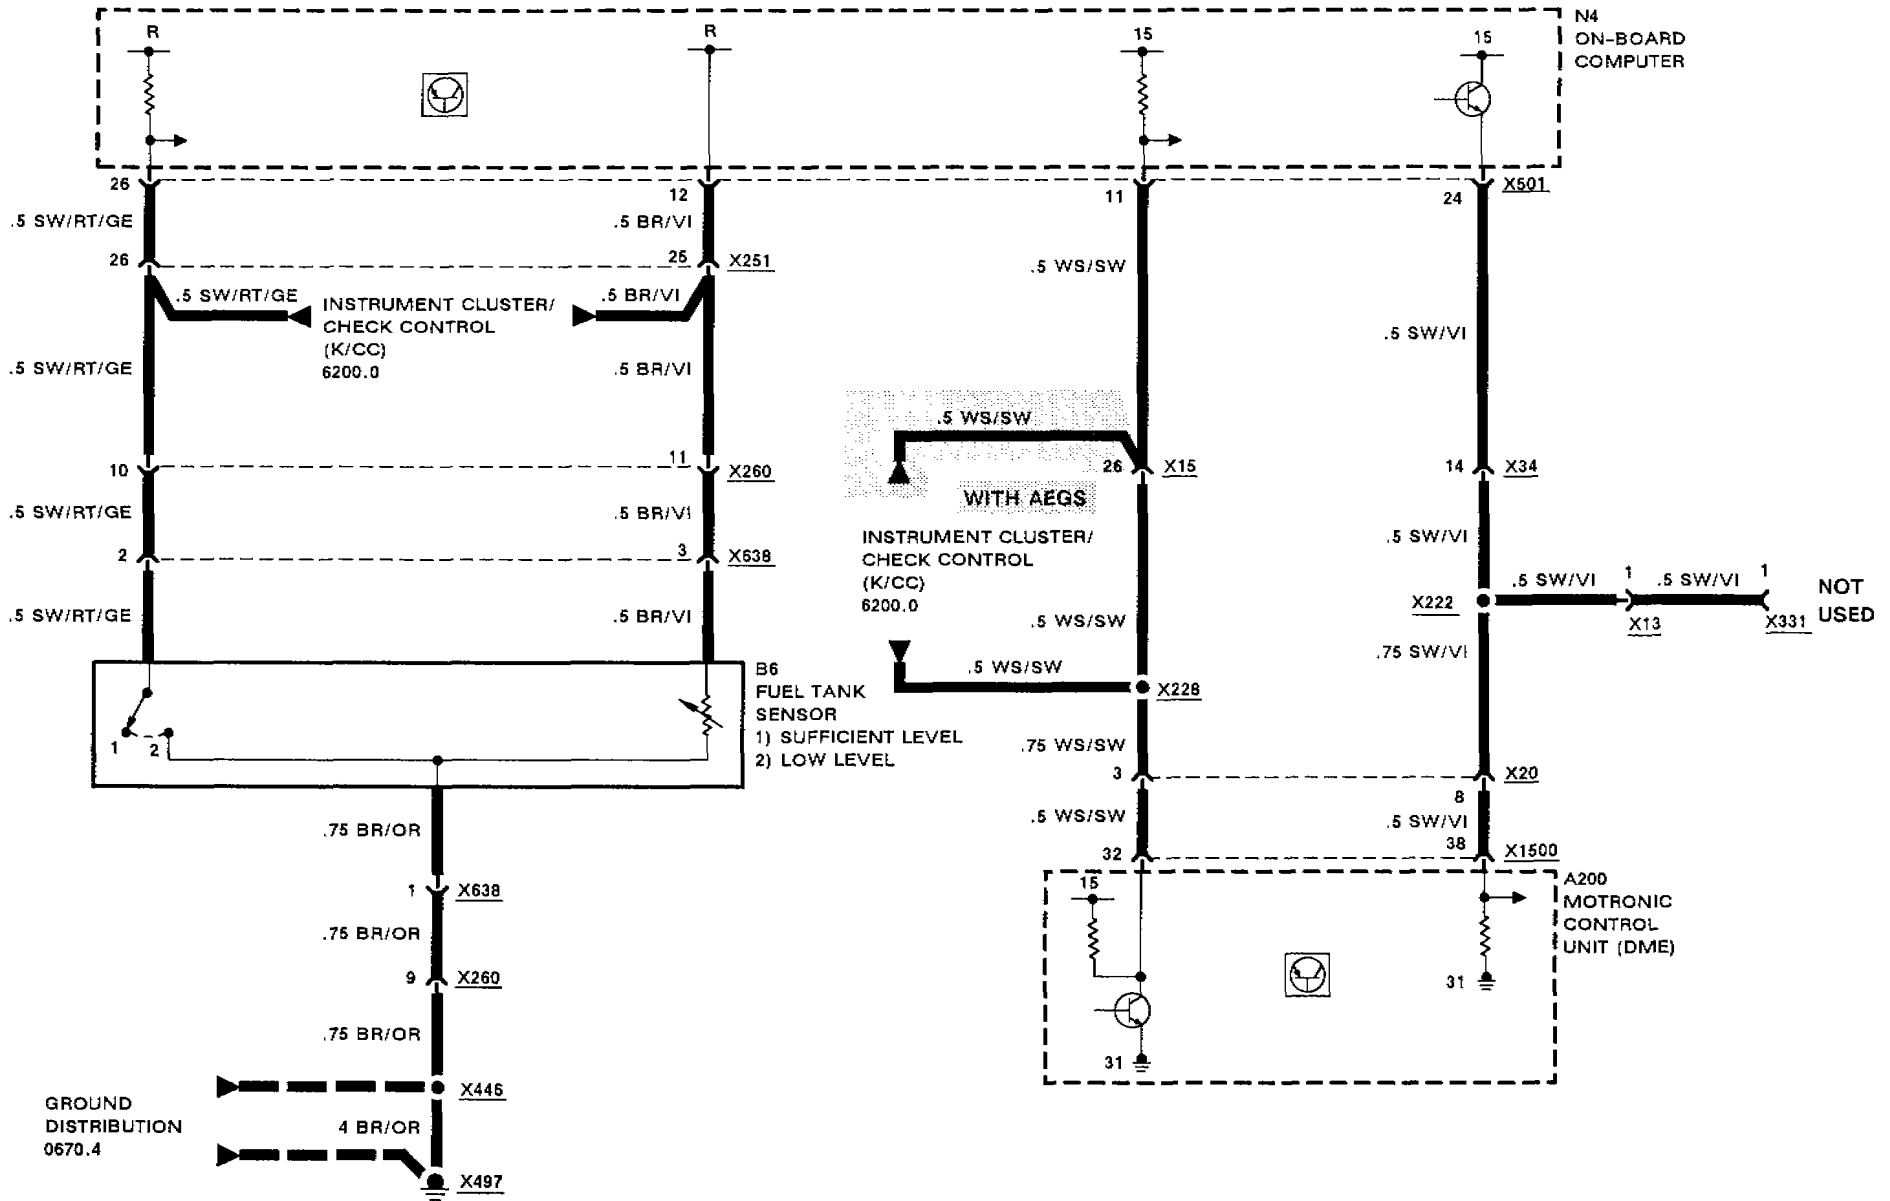 R
R
15
15
N4
ON-BOARD
COMPUTER
26
12
11
24
X501
.5 SW/RT/GE
.5 BR/VI
.5 WS/SW
.5 SW/VI
26
25
X251
.5 SW/RT/GE
INSTRUMENT CLUSTER/
CHECK CONTROL
(K/CC)
6200.0
.5 BR/VI
.5 SW/RT/GE
.5 BR/VI
.5 WS/SW
10
11
X260
26
X15
14
X34
WITH AEGS
.5 SW/RT/GE
.5 BR/VI
INSTRUMENT CLUSTER/
CHECK CONTROL
(K/CC)
6200.0
.5 SW/VI
2
3
X638
.5 SW/VI
1
.5 SW/VI
1
NOT
USED
X222
X13
X331
.5 SW/RT/GE
.5 BR/VI
.5 WS/SW
.75 SW/VI
.5 WS/SW
X228
B6
FUEL TANK
SENSOR
1) SUFFICIENT LEVEL
2) LOW LEVEL
1
2
.75 WS/SW
3
X20
8
.75 BR/OR
.5 WS/SW
.5 SW/VI
32
38
X1500
1
X638
15
A200
MOTRONIC
CONTROL
UNIT (DME)
.75 BR/OR
9
X260
31
.75 BR/OR
31
X446
GROUND
DISTRIBUTION
0670.4
4 BR/OR
X497